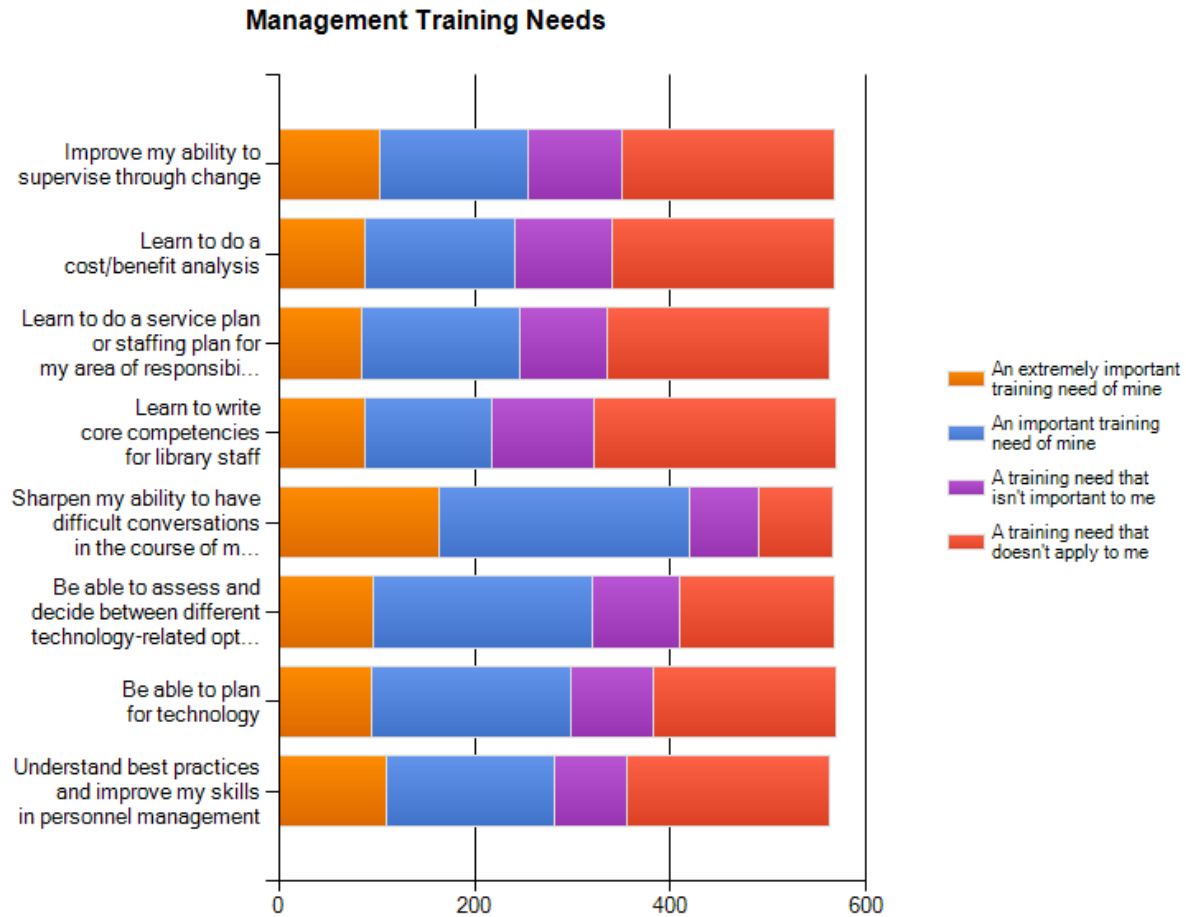 Management Training Needs
Improve my ability to
supervise through change
Learn to do a
cost/benefit analysis
Learn to do a service plan
or staffing plan for
my area of responsibi...
Learn to write
core competencies
for library staff
Sharpen my ability to have
difficult conversations
in the course of m...
Be able to assess and
decide between different
technology-related opt...
Be able to plan
for technology
Understand best practices
and improve my skills
in personnel management
0 200 400 600
An extremely important
training need of mine
An important training
need of mine
A training need that
isn't important to me
A training need that
doesn't apply to me